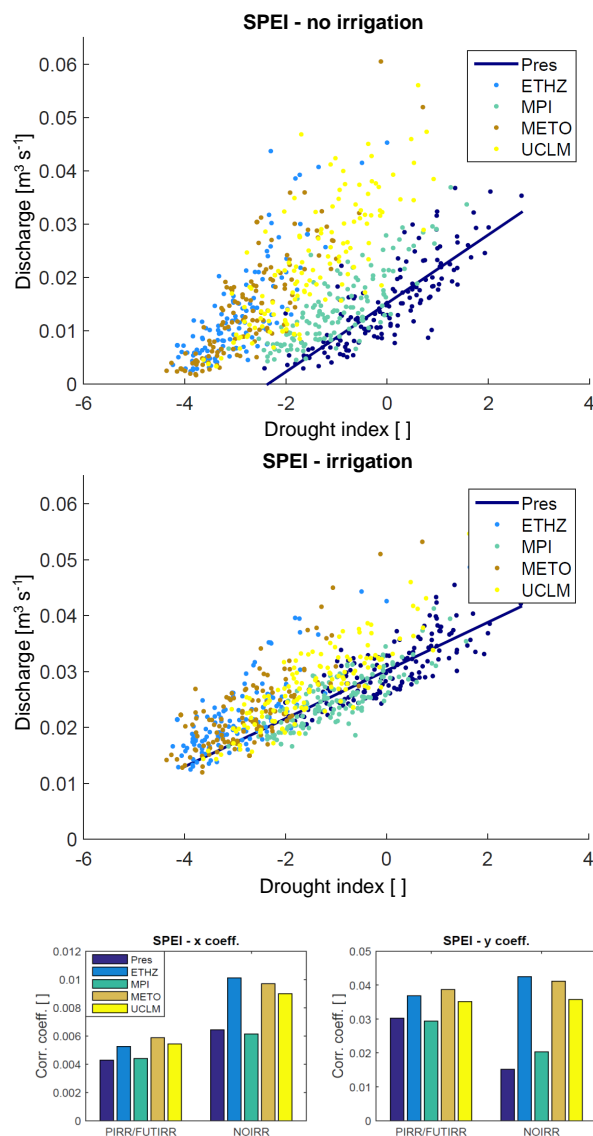 SPEI - no irrigation
0.06
0.05
0.04
0.03
0.02
0.01
0
Discharge [m³ s⁻¹]
Pres
ETHZ
MPI
METO
UCLM
-6 -4 -2 0 2 4
Drought index [ ]
SPEI - irrigation
0.06
0.05
0.04
0.03
0.02
0.01
0
Discharge [m³ s⁻¹]
Pres
ETHZ
MPI
METO
UCLM
-6 -4 -2 0 2 4
Drought index [ ]
SPEI - x coeff.
0.012
0.01
0.008
0.006
0.004
0.002
0
Corr. coeff. [ ]
Pres
ETHZ
MPI
METO
UCLM
PIRR/FUTIRR NOIRR
SPEI - y coeff.
0.05
0.04
0.03
0.02
0.01
0
Corr. coeff. [ ]
PIRR/FUTIRR NOIRR